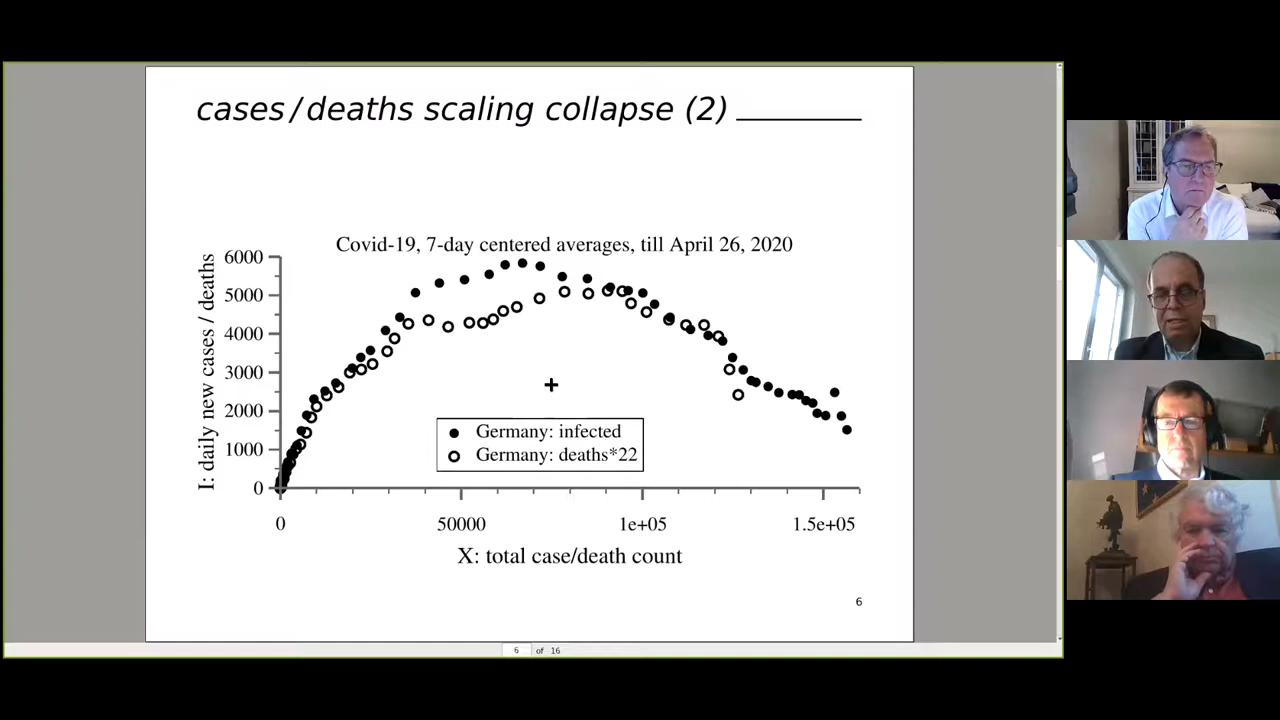 cases/deaths scaling collapse (2)
Covid-19, 7-day centered averages, till April 26, 2020
I: daily new cases / deaths
6000
5000
4000
3000
2000
1000
0
Germany: infected
Germany: deaths*22
0 50000 1e+05 1.5e+05
X: total case/death count
6
6 of 16